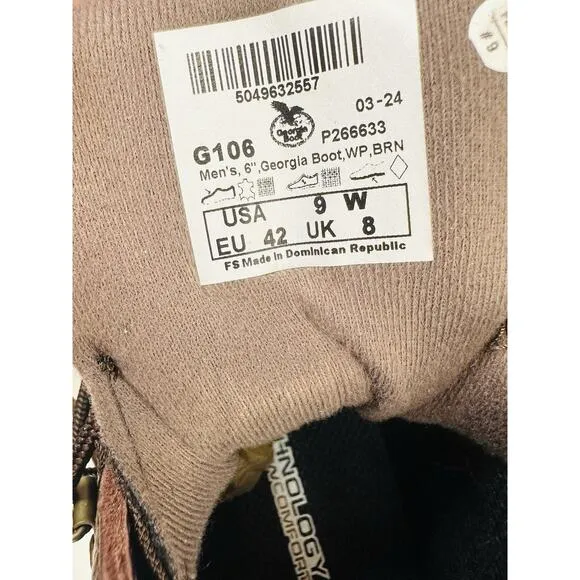 5049632557
03-24
Georgia
Boot
G106 P266633
Men's, 6",Georgia Boot,WP,BRN
USA 9 W
EU 42 UK 8
FS Made in Dominican Republic
#6